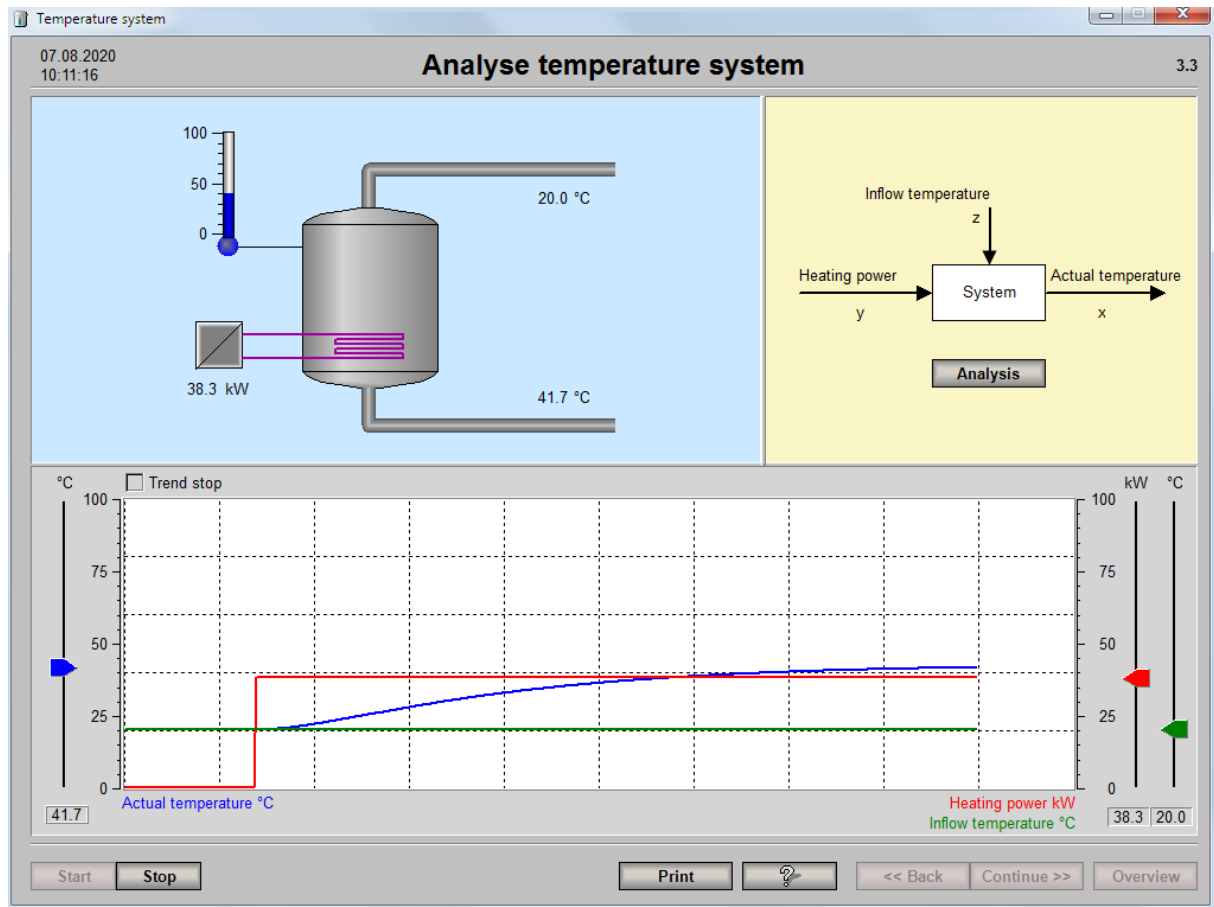 Temperature system
07.08.2020
10:11:16
Analyse temperature system
3.3
100
50
0
20.0 °C
38.3 kW
41.7 °C
Inflow temperature
z
Heating power
System
Actual temperature
y
x
Analysis
°C
Trend stop
kW °C
100
75
50
25
0
100
75
50
25
0
Actual temperature °C
Heating power kW
Inflow temperature °C
41.7
38.3 20.0
Start
Stop
Print
?
<< Back
Continue >>
Overview